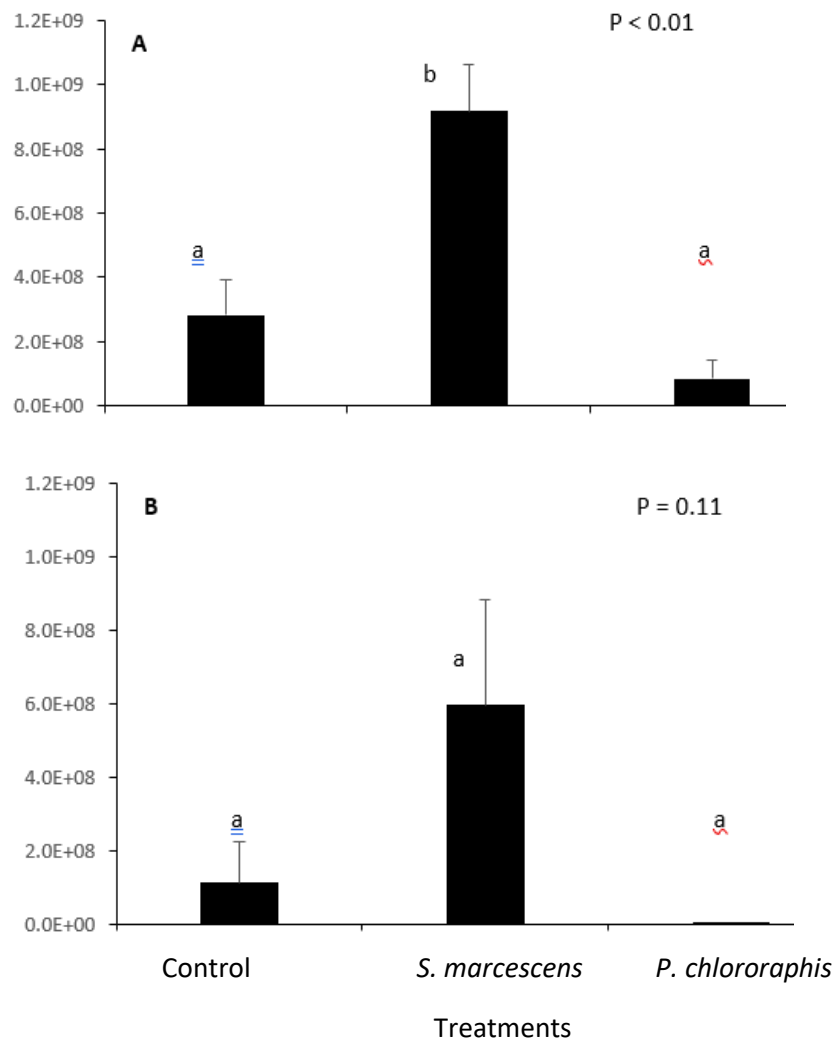 1.2E+09
A
P < 0.01
1.0E+09
b
8.0E+08
6.0E+08
a
a
4.0E+08
2.0E+08
0.0E+00
1.2E+09
B
P = 0.11
1.0E+09
8.0E+08
a
6.0E+08
4.0E+08
a
a
2.0E+08
0.0E+00
Control S. marcescens P. chlororaphis
Treatments